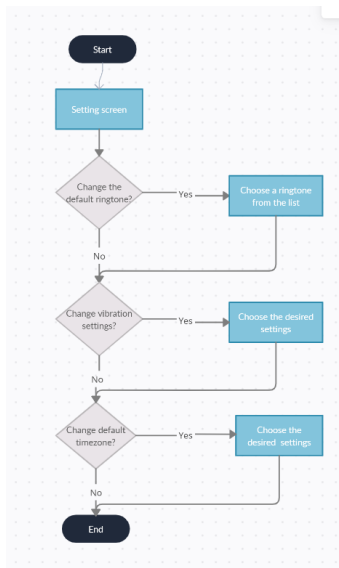 Start
Setting screen
Change the
default ringtone?
Yes
Choose a ringtone
from the list
No
Change vibration
settings?
Yes
Choose the desired
settings
No
Change default
timezone?
Yes
Choose the
desired settings
No
End